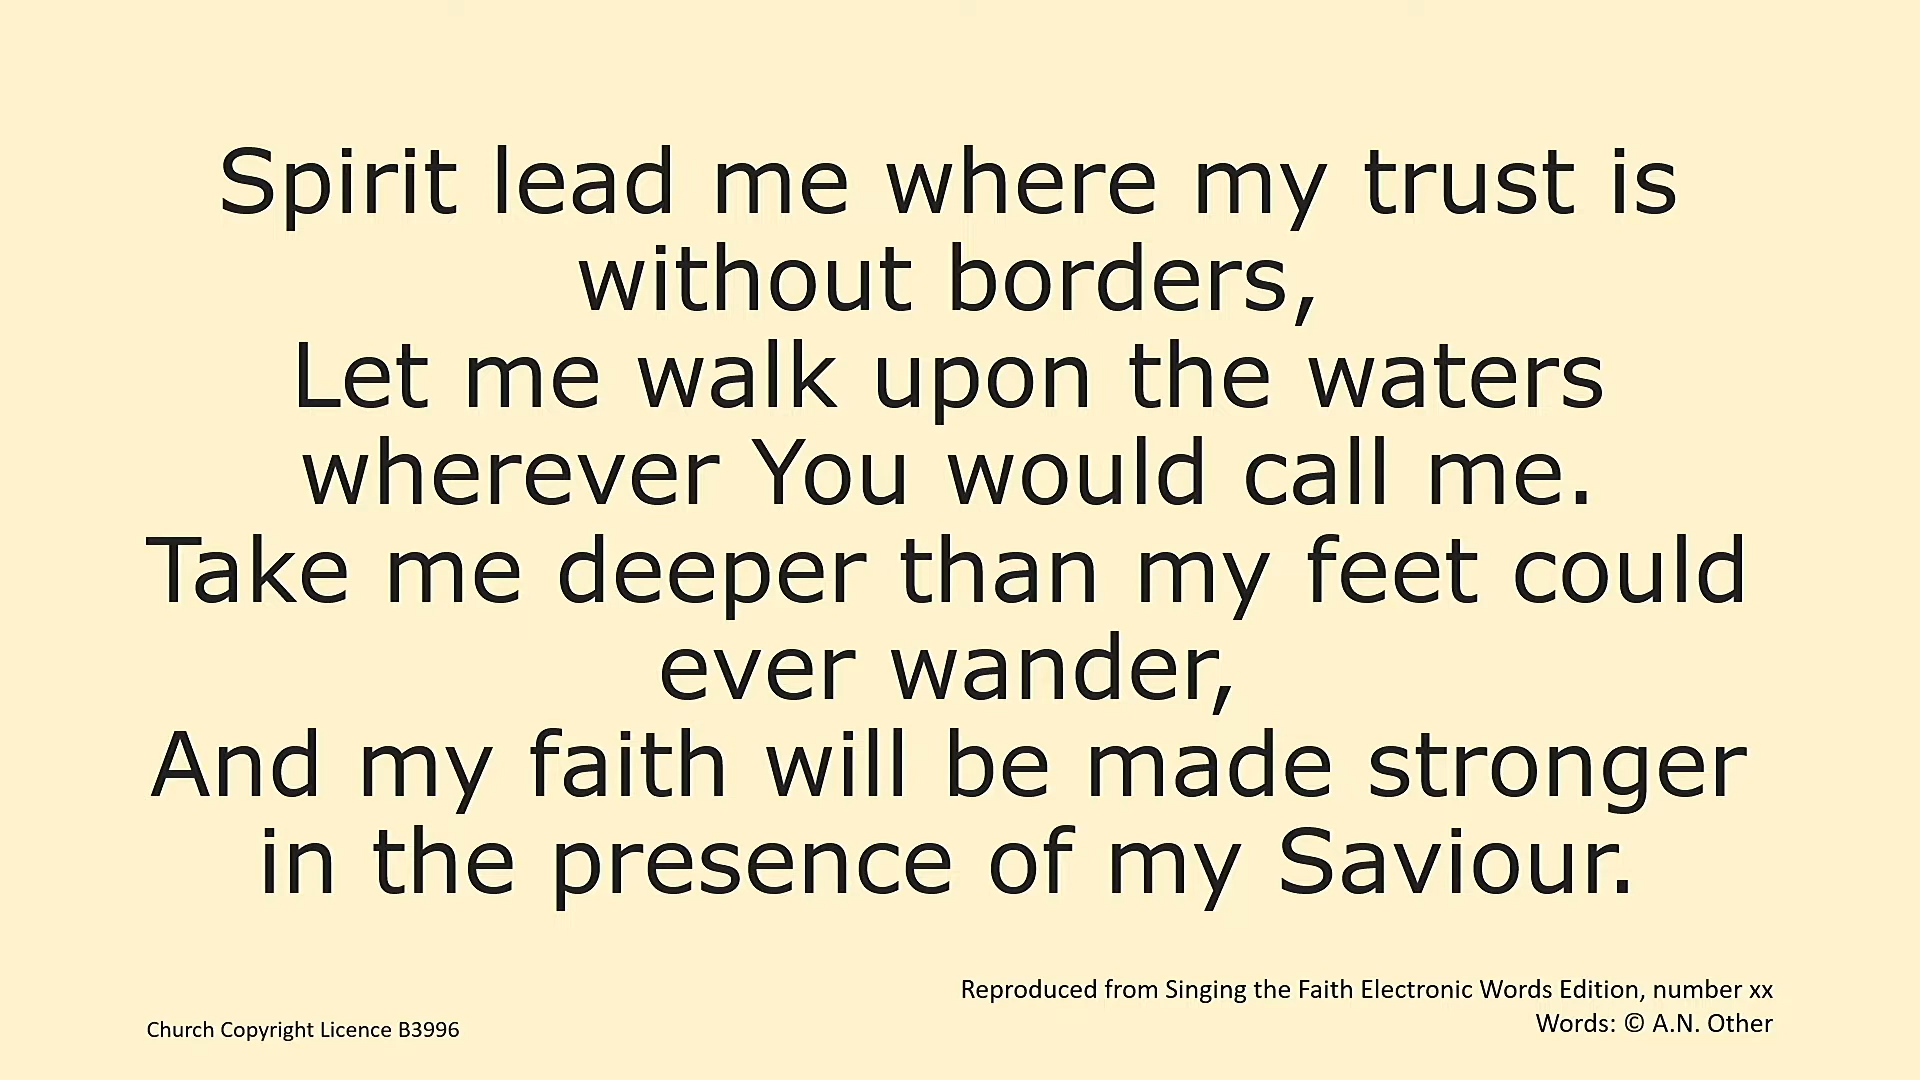 Spirit lead me where my trust is
without borders,
Let me walk upon the waters
wherever You would call me.
Take me deeper than my feet could
ever wander,
And my faith will be made stronger
in the presence of my Saviour.
Reproduced from Singing the Faith Electronic Words Edition, number xx
Words: © A.N. Other
Church Copyright Licence B3996